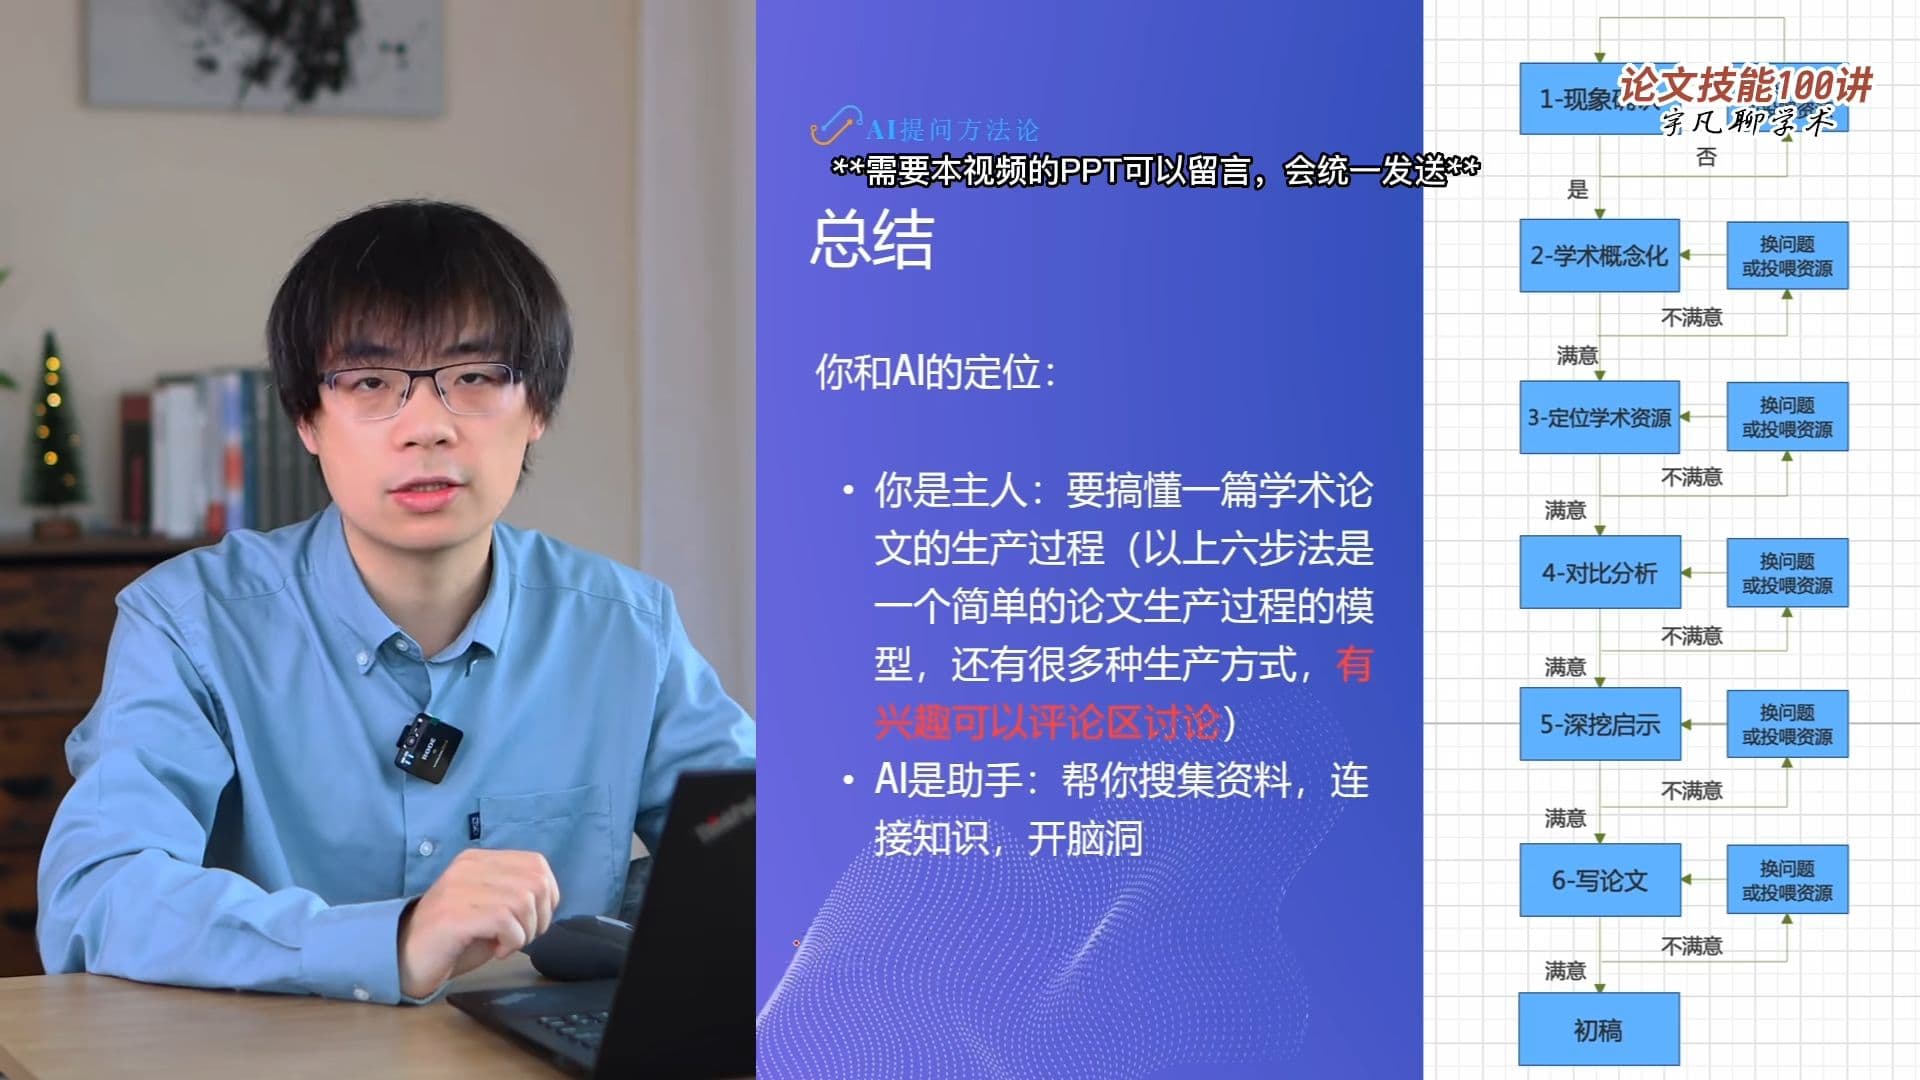 AI提问方法论
**需要本视频的PPT可以留言，会统一发送**
总结
你和AI的定位：
• 你是主人：要搞懂一篇学术论
文的生产过程（以上六步法是
一个简单的论文生产过程的模
型，还有很多种生产方式，有
兴趣可以评论区讨论）
• AI是助手：帮你搜集资料，连
接知识，开脑洞
论文技能100讲
宇凡聊学术
1-现象
否
是
2-学术概念化
换问题
或投喂资源
不满意
满意
3-定位学术资源
换问题
或投喂资源
不满意
满意
4-对比分析
换问题
或投喂资源
不满意
满意
5-深挖启示
换问题
或投喂资源
不满意
满意
6-写论文
换问题
或投喂资源
不满意
满意
初稿
RODE